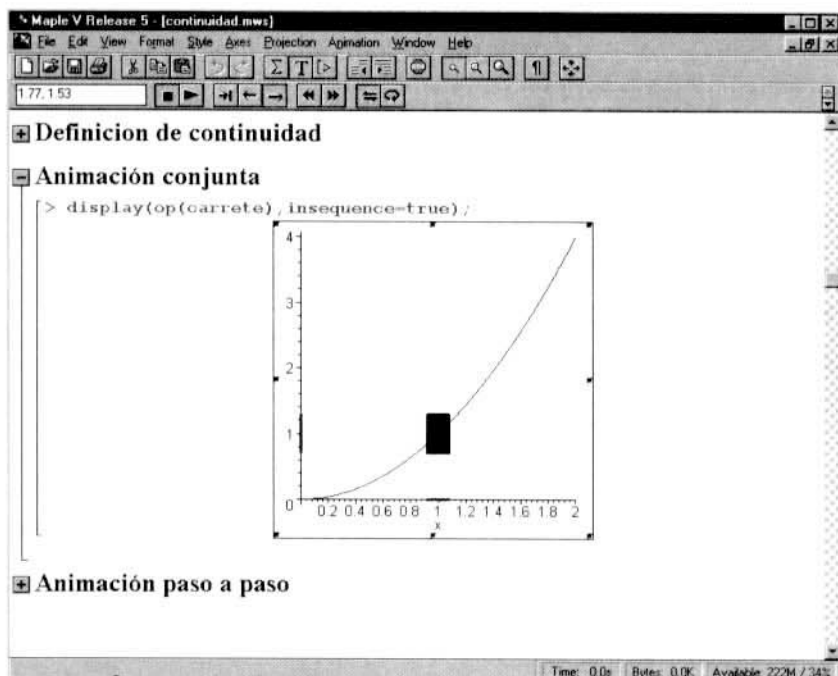 Maple V Release 5 - [continuidad.mws]
File Edit View Format Style Axes Projection Animation Window Help
1.77, 1.53
Definicion de continuidad
Animación conjunta
> display(op(carrete),insequence=true);
4
3
2
1
0
0.2 0.4 0.6 0.8 1 1.2 1.4 1.6 1.8 2
x
Animación paso a paso
Time: 0.0s Bytes: 0.0K Available: 222M / 34%